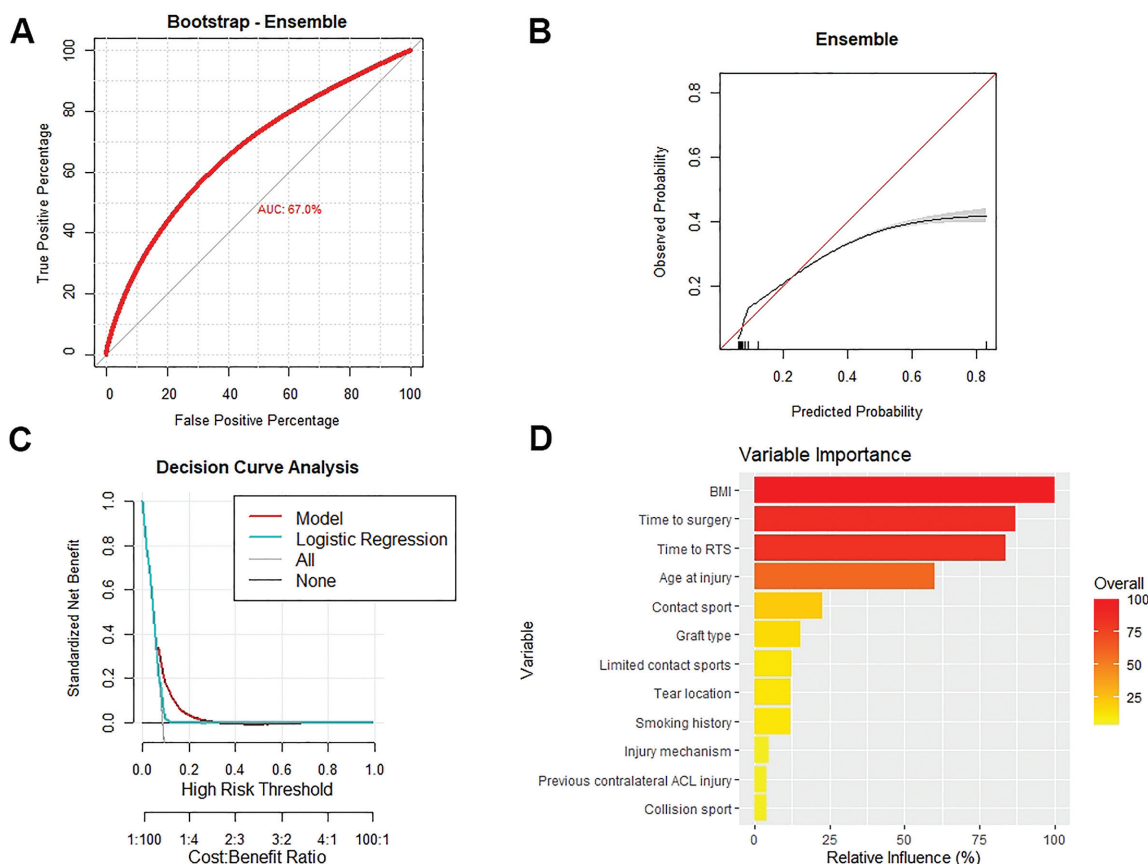 A
Bootstrap - Ensemble
True Positive Percentage
100
80
60
40
20
0
AUC: 67.0%
0 20 40 60 80 100
False Positive Percentage
B
Ensemble
Observed Probability
0.8
0.6
0.4
0.2
0.2 0.4 0.6 0.8
Predicted Probability
C
Decision Curve Analysis
Standardized Net Benefit
1.0
0.8
0.6
0.4
0.2
0.0
Model
Logistic Regression
All
None
0.0 0.2 0.4 0.6 0.8 1.0
High Risk Threshold
1:100 1:4 2:3 3:2 4:1 100:1
Cost:Benefit Ratio
D
Variable Importance
Variable
BMI
Time to surgery
Time to RTS
Age at injury
Contact sport
Graft type
Limited contact sports
Tear location
Smoking history
Injury mechanism
Previous contralateral ACL injury
Collision sport
0 25 50 75 100
Relative Influence (%)
Overall
100
75
50
25